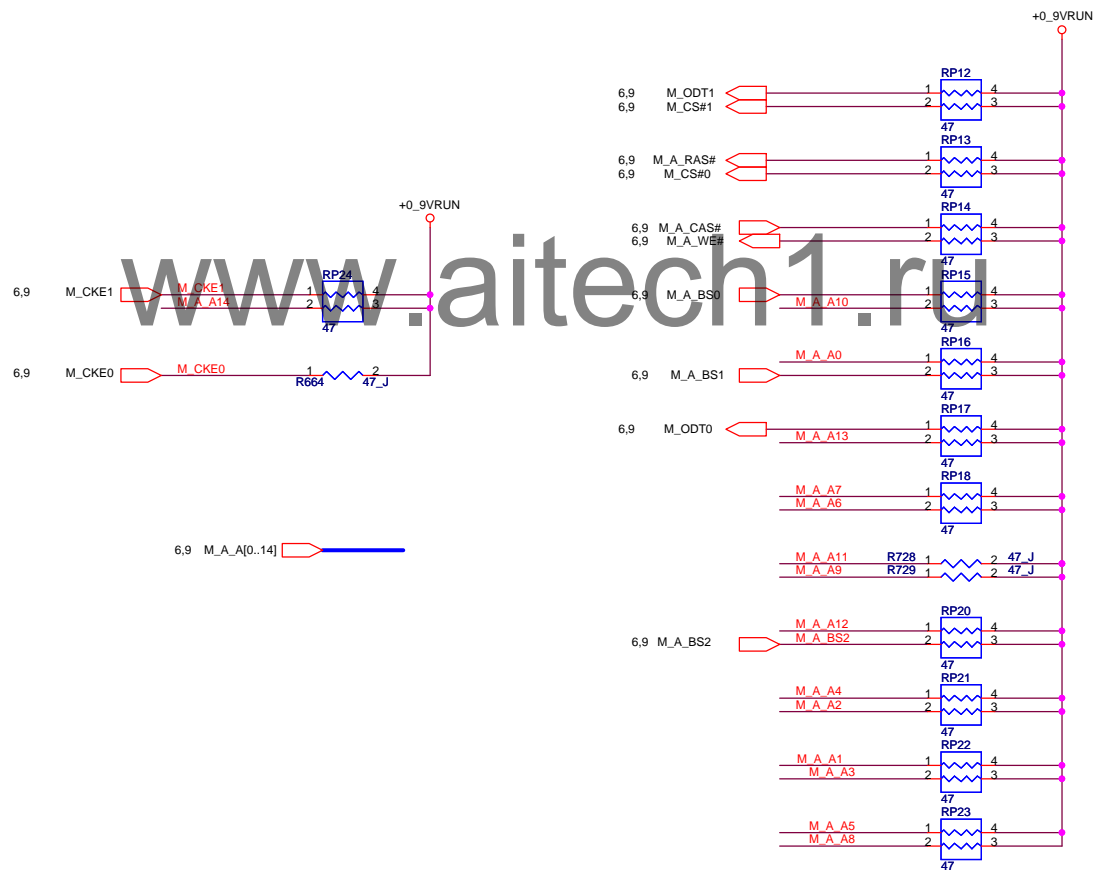 +0_9VRUN
RP12
6,9 M_ODT1 1 4
6,9 M_CS#1 2 3
47
RP13
6,9 M_A_RAS# 1 4
6,9 M_CS#0 2 3
47
+0_9VRUN
RP14
6,9 M_A_CAS# 1 4
6,9 M_A_WE# 2 3
47
www.aitech1.ru
RP24
6,9 M_CKE1 M_CKE1 1 4
M_A_A14 2 3
47
RP15
6,9 M_A_BS0 1 4
M_A_A10 2 3
47
6,9 M_CKE0 M_CKE0 1 2
R664 47_J
RP16
M_A_A0 1 4
6,9 M_A_BS1 2 3
47
RP17
6,9 M_ODT0 1 4
M_A_A13 2 3
47
RP18
M_A_A7 1 4
M_A_A6 2 3
47
6,9 M_A_A[0..14]
M_A_A11 R728 1 2 47_J
M_A_A9 R729 1 2 47_J
RP20
M_A_A12 1 4
6,9 M_A_BS2 M_A_BS2 2 3
47
RP21
M_A_A4 1 4
M_A_A2 2 3
47
RP22
M_A_A1 1 4
M_A_A3 2 3
47
RP23
M_A_A5 1 4
M_A_A8 2 3
47